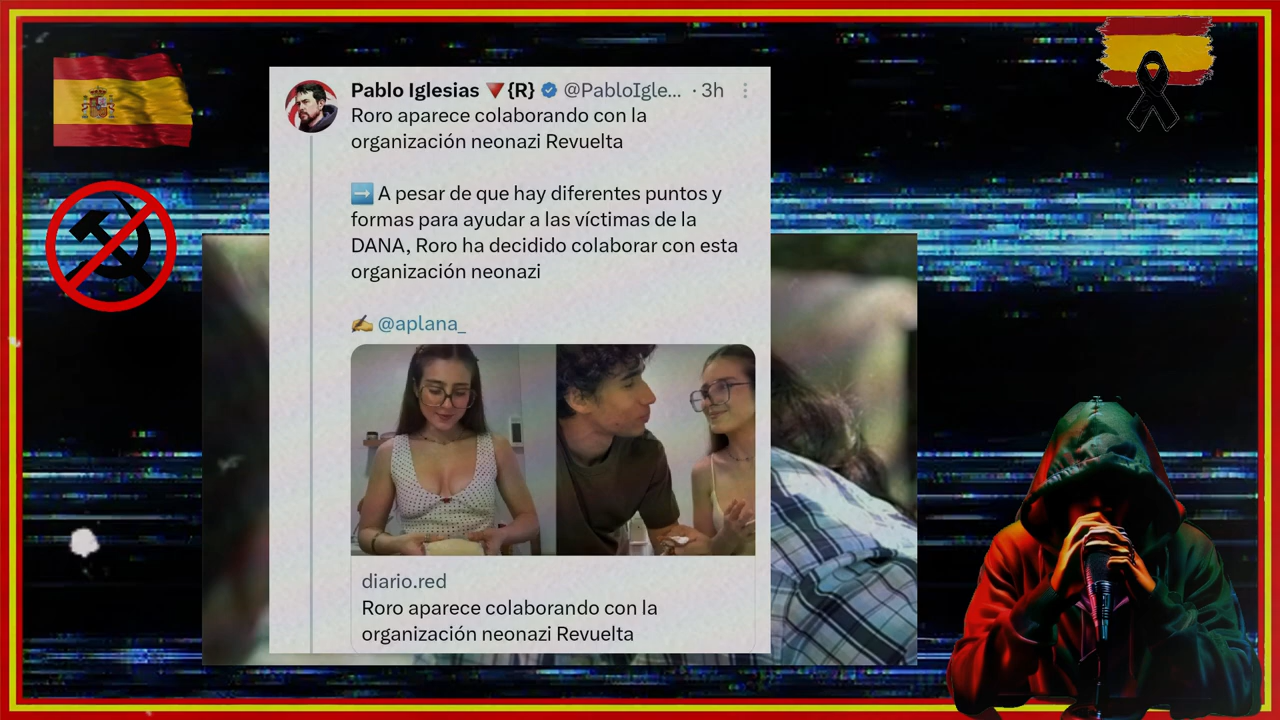 Pablo Iglesias 🔻{R} @PabloIgle... · 3h
Roro aparece colaborando con la
organización neonazi Revuelta
➡️ A pesar de que hay diferentes puntos y
formas para ayudar a las víctimas de la
DANA, Roro ha decidido colaborar con esta
organización neonazi
✍️ @aplana_
diario.red
Roro aparece colaborando con la
organización neonazi Revuelta